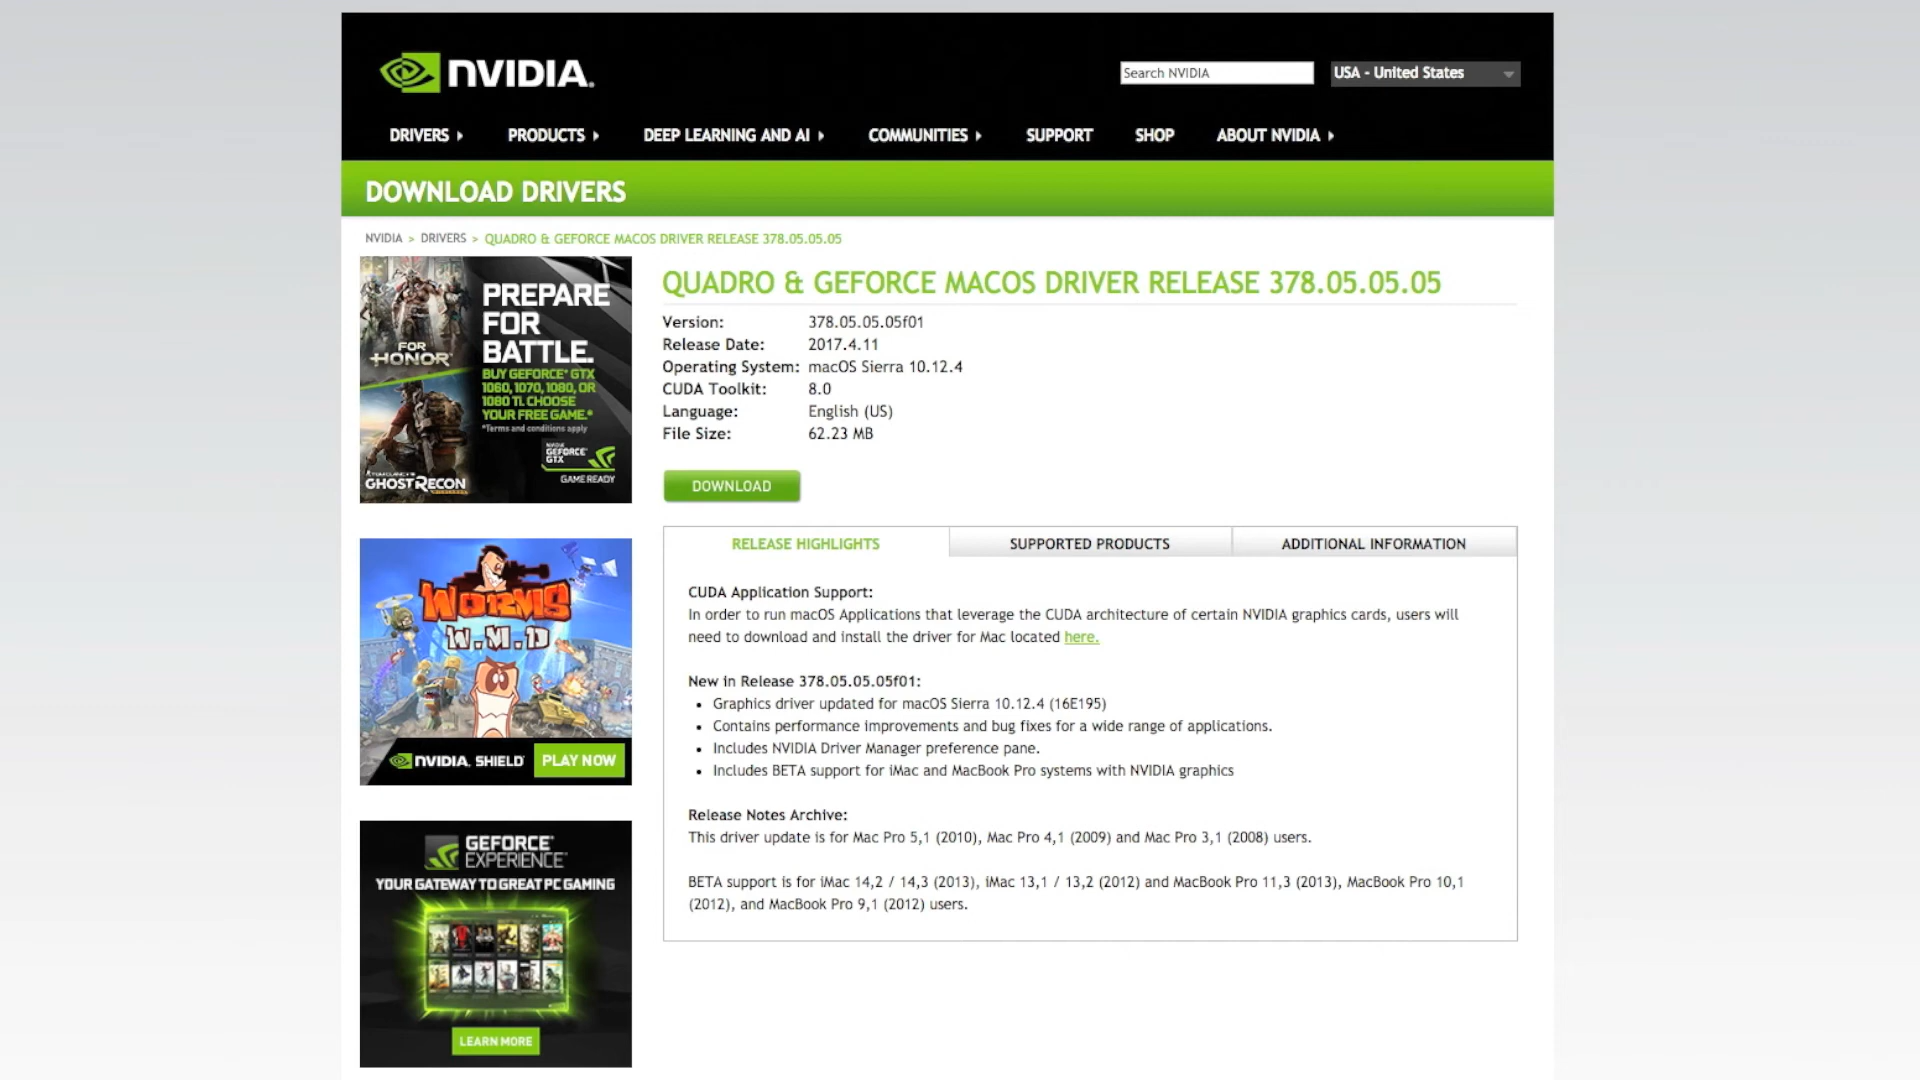 NVIDIA.
Search NVIDIA
USA - United States
DRIVERS
PRODUCTS
DEEP LEARNING AND AI
COMMUNITIES
SUPPORT
SHOP
ABOUT NVIDIA
DOWNLOAD DRIVERS
NVIDIA > DRIVERS > QUADRO & GEFORCE MACOS DRIVER RELEASE 378.05.05.05
PREPARE
FOR
BATTLE.
BUY GEFORCE® GTX
1060, 1070, 1080, OR
1080 TI. CHOOSE
YOUR FREE GAME.*
*Terms and conditions apply
FOR
HONOR
GHOST RECON
NVIDIA
GEFORCE
GTX
GAME READY
QUADRO & GEFORCE MACOS DRIVER RELEASE 378.05.05.05
Version: 378.05.05.05f01
Release Date: 2017.4.11
Operating System: macOS Sierra 10.12.4
CUDA Toolkit: 8.0
Language: English (US)
File Size: 62.23 MB
DOWNLOAD
WORMS
W.M.D
NVIDIA. SHIELD
PLAY NOW
GEFORCE®
EXPERIENCE™
YOUR GATEWAY TO GREAT PC GAMING
LEARN MORE
RELEASE HIGHLIGHTS
SUPPORTED PRODUCTS
ADDITIONAL INFORMATION
CUDA Application Support:
In order to run macOS Applications that leverage the CUDA architecture of certain NVIDIA graphics cards, users will
need to download and install the driver for Mac located here.
New in Release 378.05.05.05f01:
• Graphics driver updated for macOS Sierra 10.12.4 (16E195)
• Contains performance improvements and bug fixes for a wide range of applications.
• Includes NVIDIA Driver Manager preference pane.
• Includes BETA support for iMac and MacBook Pro systems with NVIDIA graphics
Release Notes Archive:
This driver update is for Mac Pro 5,1 (2010), Mac Pro 4,1 (2009) and Mac Pro 3,1 (2008) users.
BETA support is for iMac 14,2 / 14,3 (2013), iMac 13,1 / 13,2 (2012) and MacBook Pro 11,3 (2013), MacBook Pro 10,1
(2012), and MacBook Pro 9,1 (2012) users.